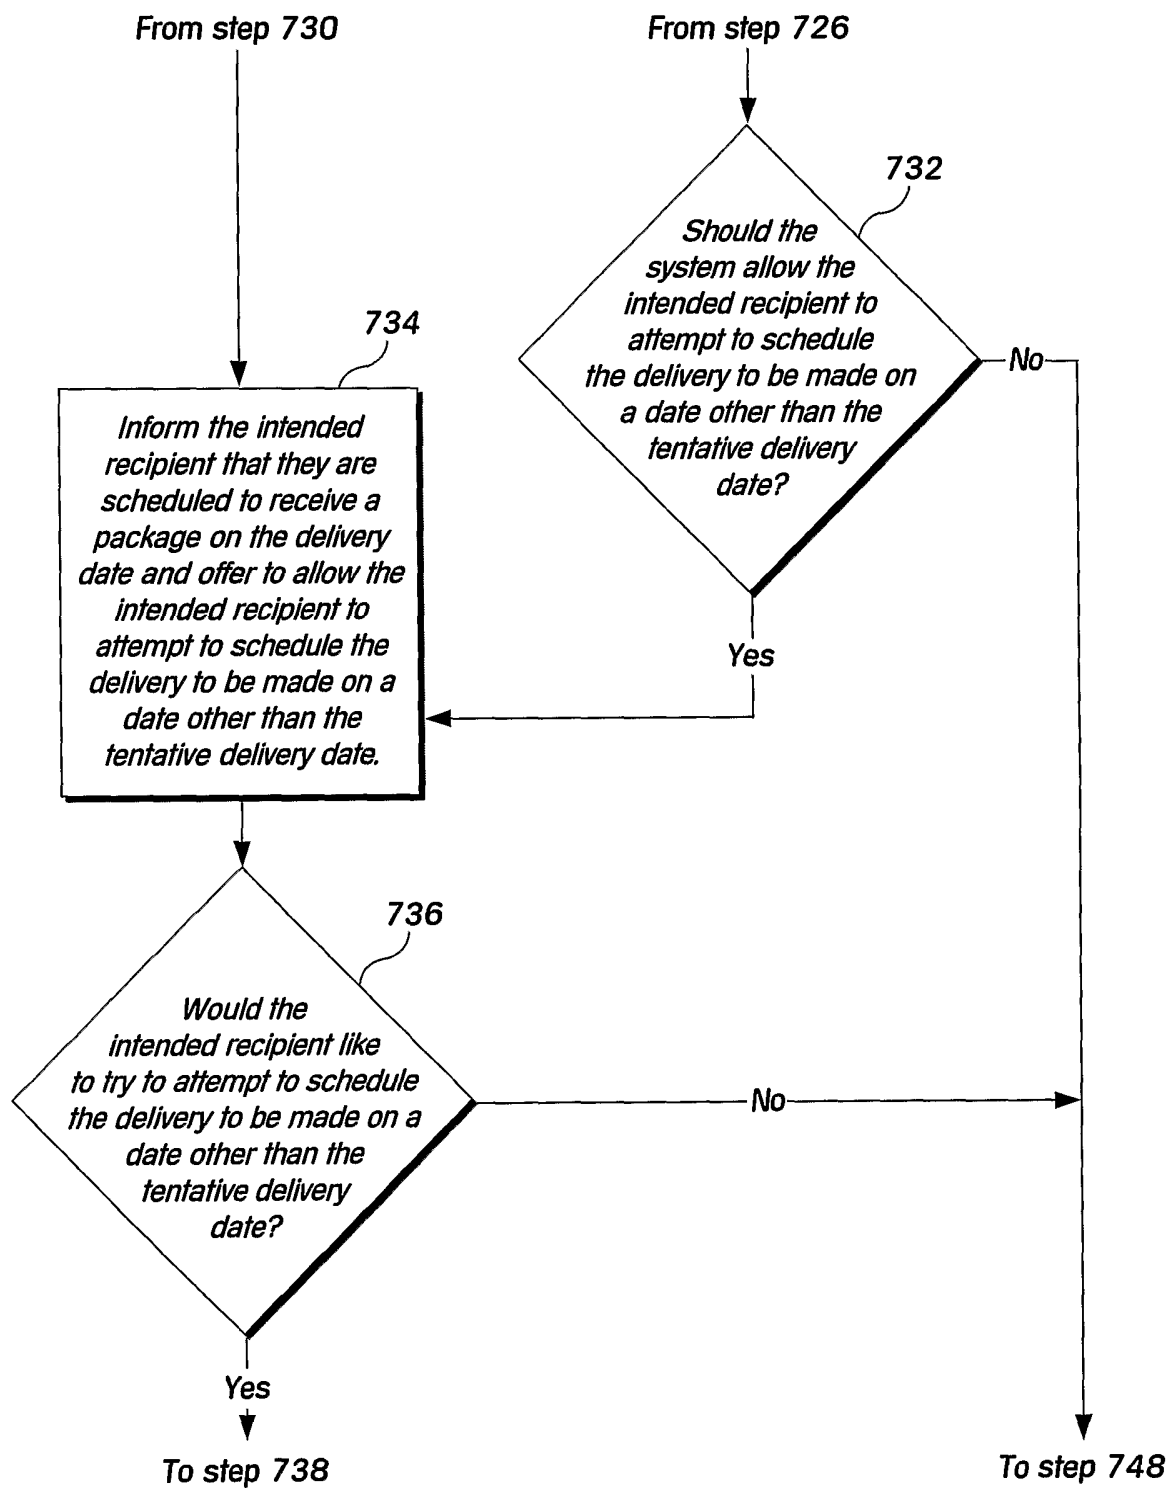 From step 730
From step 726
732
Should the
system allow the
intended recipient to
attempt to schedule
the delivery to be made on
a date other than the
tentative delivery
date?
No
Yes
734
Inform the intended
recipient that they are
scheduled to receive a
package on the delivery
date and offer to allow the
intended recipient to
attempt to schedule the
delivery to be made on a
date other than the
tentative delivery date.
736
Would the
intended recipient like
to try to attempt to schedule
the delivery to be made on a
date other than the
tentative delivery
date?
No
Yes
To step 738
To step 748